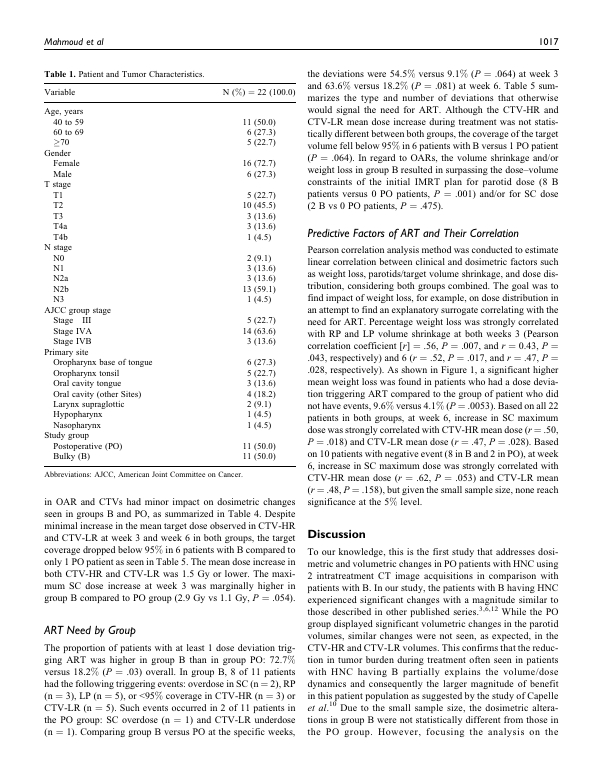 Mahmoud et al 1017
Table 1. Patient and Tumor Characteristics.
Variable N (%) = 22 (100.0)
Age, years
40 to 59 11 (50.0)
60 to 69 6 (27.3)
≥70 5 (22.7)
Gender
Female 16 (72.7)
Male 6 (27.3)
T stage
T1 5 (22.7)
T2 10 (45.5)
T3 3 (13.6)
T4a 3 (13.6)
T4b 1 (4.5)
N stage
N0 2 (9.1)
N1 3 (13.6)
N2a 3 (13.6)
N2b 13 (59.1)
N3 1 (4.5)
AJCC group stage
Stage III 5 (22.7)
Stage IVA 14 (63.6)
Stage IVB 3 (13.6)
Primary site
Oropharynx base of tongue 6 (27.3)
Oropharynx tonsil 5 (22.7)
Oral cavity tongue 3 (13.6)
Oral cavity (other Sites) 4 (18.2)
Larynx supraglottic 2 (9.1)
Hypopharynx 1 (4.5)
Nasopharynx 1 (4.5)
Study group
Postoperative (PO) 11 (50.0)
Bulky (B) 11 (50.0)
Abbreviations: AJCC, American Joint Committee on Cancer.
in OAR and CTVs had minor impact on dosimetric changes
seen in groups B and PO, as summarized in Table 4. Despite
minimal increase in the mean target dose observed in CTV-HR
and CTV-LR at week 3 and week 6 in both groups, the target
coverage dropped below 95% in 6 patients with B compared to
only 1 PO patient as seen in Table 5. The mean dose increase in
both CTV-HR and CTV-LR was 1.5 Gy or lower. The maxi-
mum SC dose increase at week 3 was marginally higher in
group B compared to PO group (2.9 Gy vs 1.1 Gy, P = .054).
ART Need by Group
The proportion of patients with at least 1 dose deviation trig-
ging ART was higher in group B than in group PO: 72.7%
versus 18.2% (P = .03) overall. In group B, 8 of 11 patients
had the following triggering events: overdose in SC (n = 2), RP
(n = 3), LP (n = 5), or <95% coverage in CTV-HR (n = 3) or
CTV-LR (n = 5). Such events occurred in 2 of 11 patients in
the PO group: SC overdose (n = 1) and CTV-LR underdose
(n = 1). Comparing group B versus PO at the specific weeks,
the deviations were 54.5% versus 9.1% (P = .064) at week 3
and 63.6% versus 18.2% (P = .081) at week 6. Table 5 sum-
marizes the type and number of deviations that otherwise
would signal the need for ART. Although the CTV-HR and
CTV-LR mean dose increase during treatment was not statis-
tically different between both groups, the coverage of the target
volume fell below 95% in 6 patients with B versus 1 PO patient
(P = .064). In regard to OARs, the volume shrinkage and/or
weight loss in group B resulted in surpassing the dose–volume
constraints of the initial IMRT plan for parotid dose (8 B
patients versus 0 PO patients, P = .001) and/or for SC dose
(2 B vs 0 PO patients, P = .475).
Predictive Factors of ART and Their Correlation
Pearson correlation analysis method was conducted to estimate
linear correlation between clinical and dosimetric factors such
as weight loss, parotids/target volume shrinkage, and dose dis-
tribution, considering both groups combined. The goal was to
find impact of weight loss, for example, on dose distribution in
an attempt to find an explanatory surrogate correlating with the
need for ART. Percentage weight loss was strongly correlated
with RP and LP volume shrinkage at both weeks 3 (Pearson
correlation coefficient [r] = .56, P = .007, and r = 0.43, P =
.043, respectively) and 6 (r = .52, P = .017, and r = .47, P =
.028, respectively). As shown in Figure 1, a significant higher
mean weight loss was found in patients who had a dose devia-
tion triggering ART compared to the group of patient who did
not have events, 9.6% versus 4.1% (P = .0053). Based on all 22
patients in both groups, at week 6, increase in SC maximum
dose was strongly correlated with CTV-HR mean dose (r = .50,
P = .018) and CTV-LR mean dose (r = .47, P = .028). Based
on 10 patients with negative event (8 in B and 2 in PO), at week
6, increase in SC maximum dose was strongly correlated with
CTV-HR mean dose (r = .62, P = .053) and CTV-LR mean
(r = .48, P = .158), but given the small sample size, none reach
significance at the 5% level.
Discussion
To our knowledge, this is the first study that addresses dosi-
metric and volumetric changes in PO patients with HNC using
2 intratreatment CT image acquisitions in comparison with
patients with B. In our study, the patients with B having HNC
experienced significant changes with a magnitude similar to
those described in other published series.3,6,12 While the PO
group displayed significant volumetric changes in the parotid
volumes, similar changes were not seen, as expected, in the
CTV-HR and CTV-LR volumes. This confirms that the reduc-
tion in tumor burden during treatment often seen in patients
with HNC having B partially explains the volume/dose
dynamics and consequently the larger magnitude of benefit
in this patient population as suggested by the study of Capelle
et al.10 Due to the small sample size, the dosimetric altera-
tions in group B were not statistically different from those in
the PO group. However, focusing the analysis on the